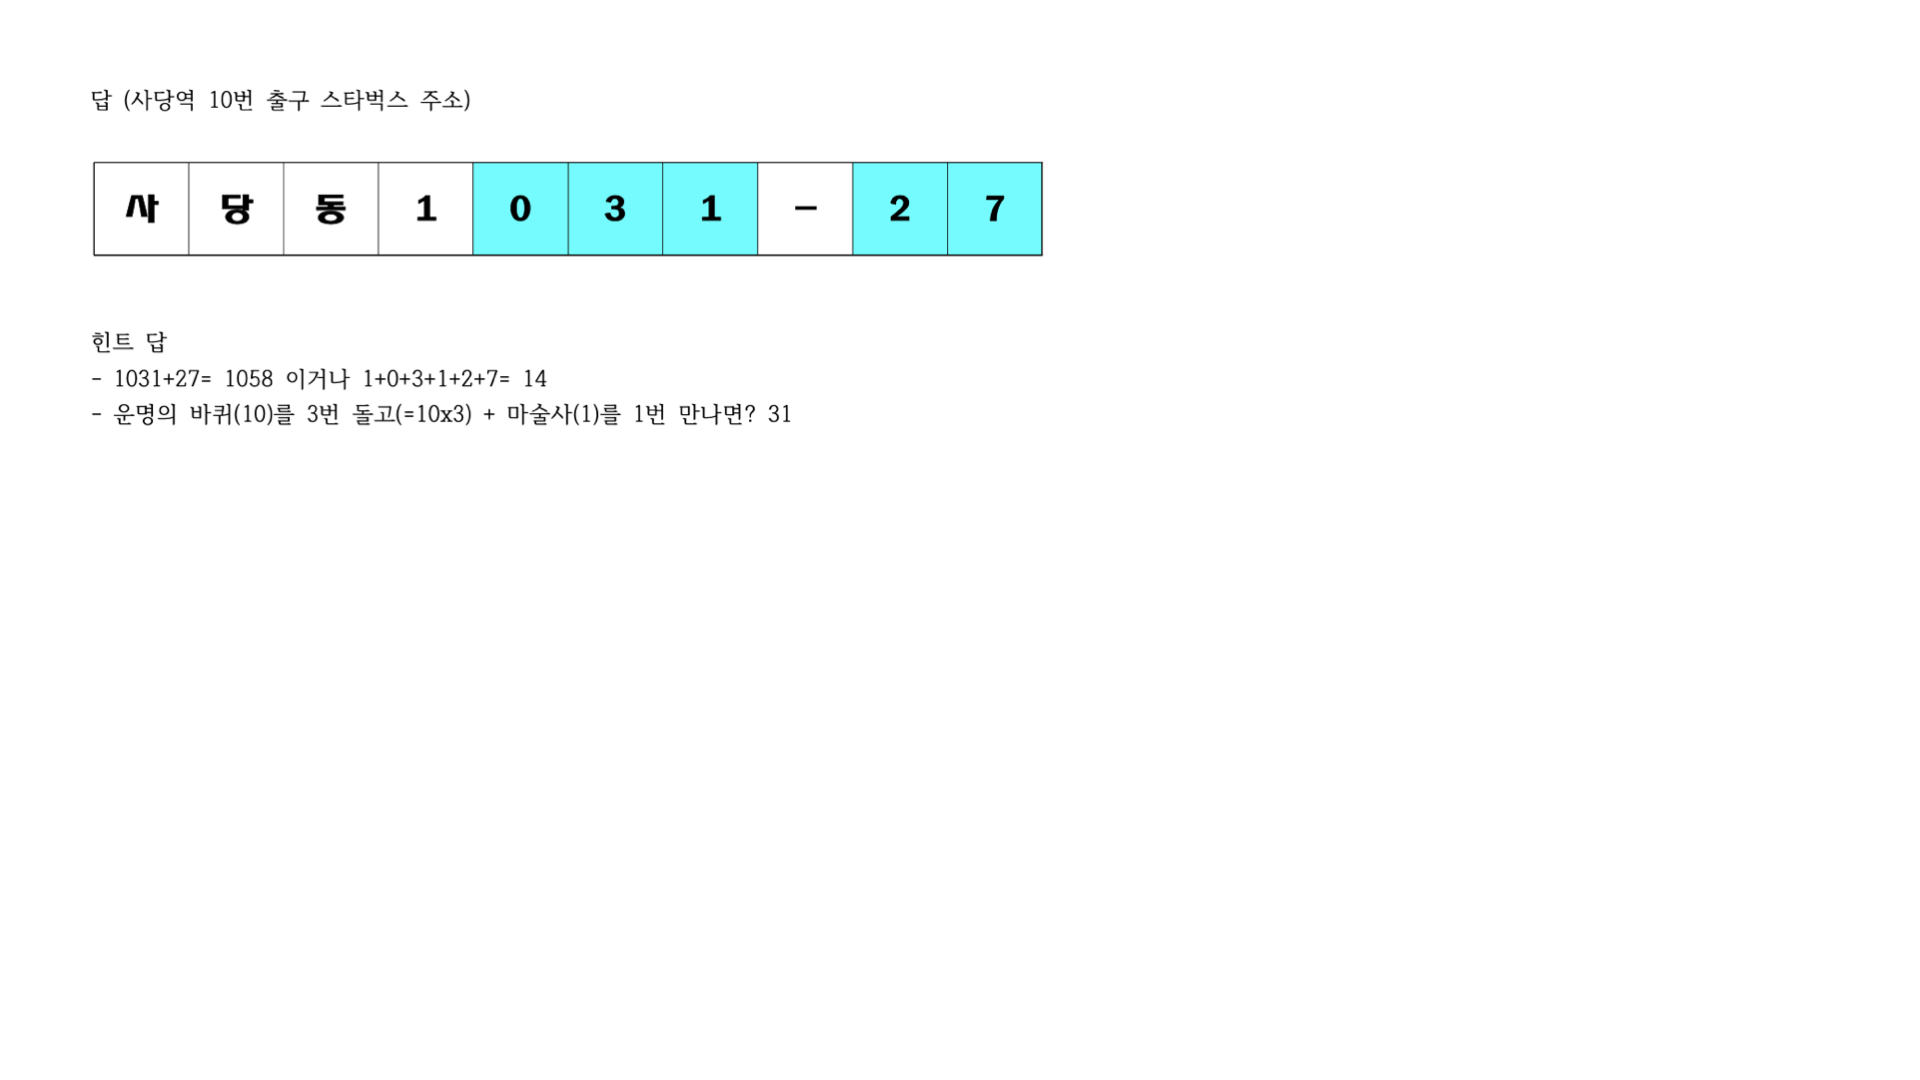 답 (사당역 10번 출구 스타벅스 주소)
사 당 동 1 0 3 1 – 2 7
힌트 답
- 1031+27= 1058 이거나 1+0+3+1+2+7= 14
- 운명의 바퀴(10)를 3번 돌고(=10x3) + 마술사(1)를 1번 만나면? 31